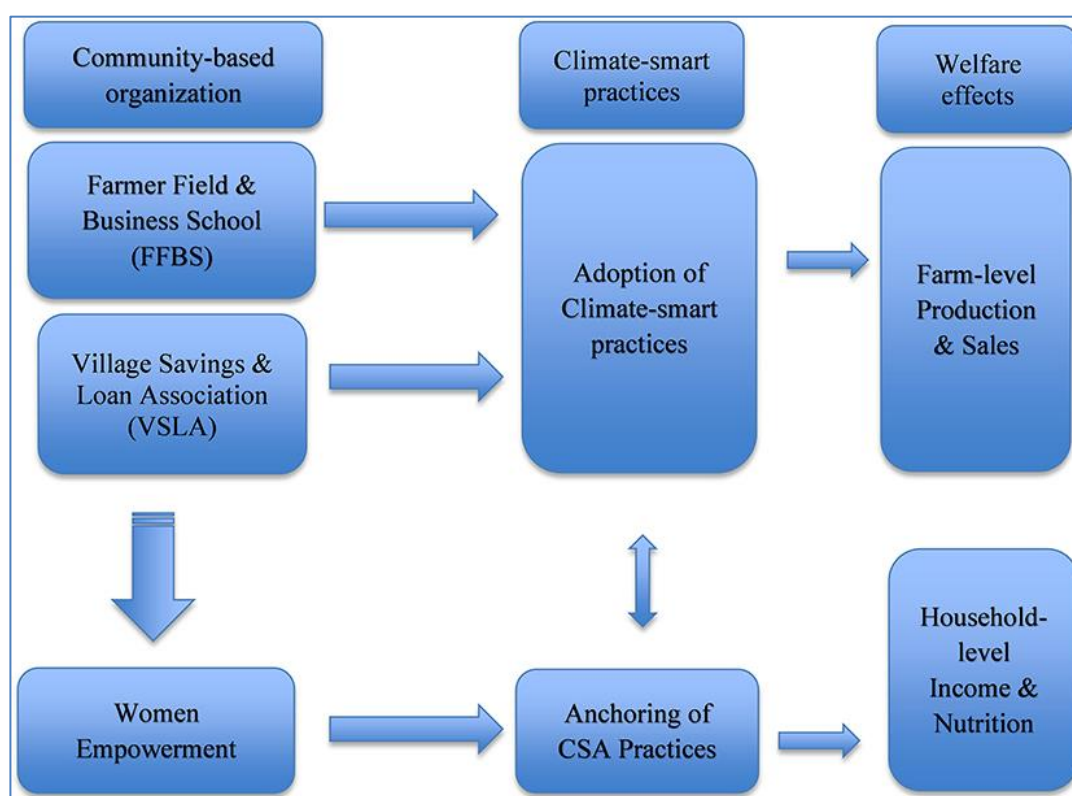 Community-based
organization
Climate-smart
practices
Welfare
effects
Farmer Field &
Business School
(FFBS)
Adoption of
Climate-smart
practices
Farm-level
Production
& Sales
Village Savings &
Loan Association
(VSLA)
Women
Empowerment
Anchoring of
CSA Practices
Household-
level
Income &
Nutrition